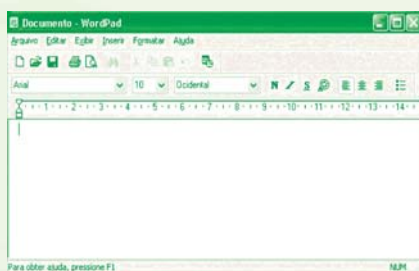 Documento - WordPad
Arquivo Editar Exibir Inserir Formatar Ajuda
Arial 10 Ocidental N I S
1 2 3 4 5 6 7 8 9 10 11 12 13 14
Para obter ajuda, pressione F1 NUM